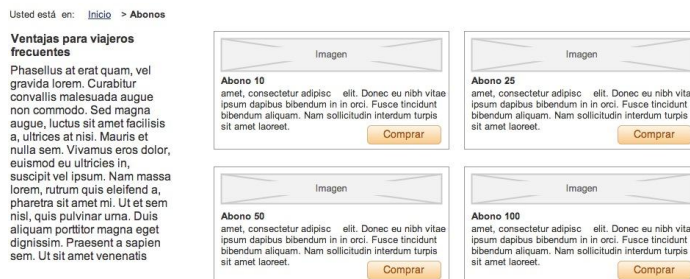 Usted está en: Inicio > Abonos
Ventajas para viajeros
frecuentes
Phasellus at erat quam, vel
gravida lorem. Curabitur
convallis malesuada augue
non commodo. Sed magna
augue, luctus sit amet facilisis
a, ultrices at nisi. Mauris et
nulla sem. Vivamus eros dolor,
euismod eu ultricies in,
suscipit vel ipsum. Nam massa
lorem, rutrum quis eleifend a,
pharetra sit amet mi. Ut et sem
nisl, quis pulvinar urna. Duis
aliquam porttitor magna eget
dignissim. Praesent a sapien
sem. Ut sit amet venenatis
Imagen
Abono 10
amet, consectetur adipisc elit. Donec eu nibh vitae
ipsum dapibus bibendum in in orci. Fusce tincidunt
bibendum aliquam. Nam sollicitudin interdum turpis
sit amet laoreet.
Comprar
Imagen
Abono 25
amet, consectetur adipisc elit. Donec eu nibh vita
ipsum dapibus bibendum in in orci. Fusce tincidunt
bibendum aliquam. Nam sollicitudin interdum turpis
sit amet laoreet.
Comprar
Imagen
Abono 50
amet, consectetur adipisc elit. Donec eu nibh vitae
ipsum dapibus bibendum in in orci. Fusce tincidunt
bibendum aliquam. Nam sollicitudin interdum turpis
sit amet laoreet.
Comprar
Imagen
Abono 100
amet, consectetur adipisc elit. Donec eu nibh vita
ipsum dapibus bibendum in in orci. Fusce tincidunt
bibendum aliquam. Nam sollicitudin interdum turpis
sit amet laoreet.
Comprar